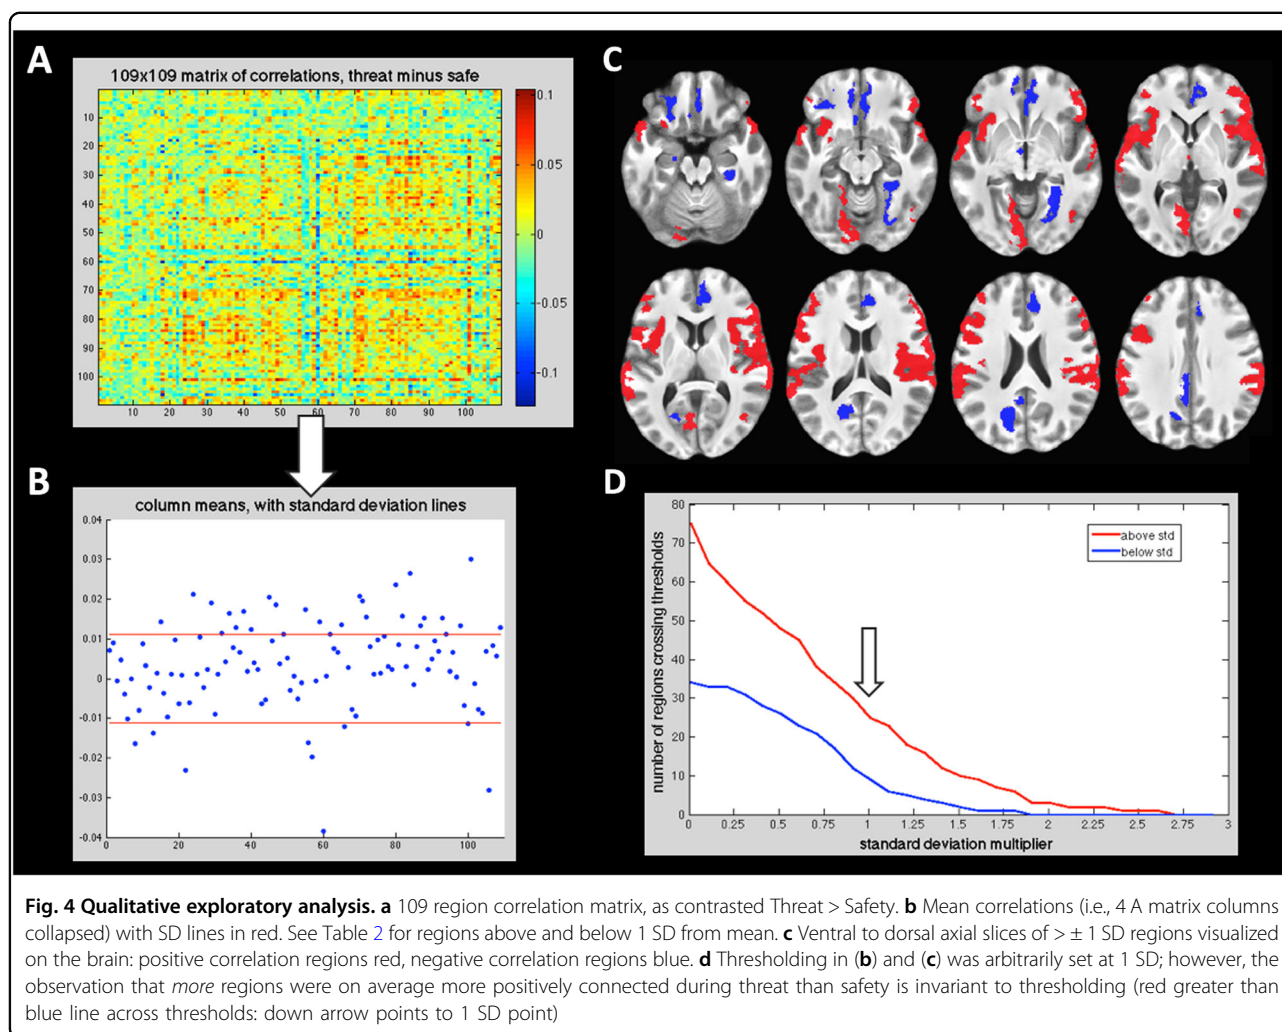 A
109x109 matrix of correlations, threat minus safe
10
20
30
40
50
60
70
80
90
100
10 20 30 40 50 60 70 80 90 100
0.1
0.05
0
-0.05
-0.1
B
column means, with standard deviation lines
0.04
0.03
0.02
0.01
0
-0.01
-0.02
-0.03
-0.04
0 20 40 60 80 100
C
D
80
70
60
50
40
30
20
10
0
number of regions crossing thresholds
above std
below std
0 0.25 0.5 0.75 1 1.25 1.5 1.75 2 2.25 2.5 2.75 3
standard deviation multiplier
Fig. 4 Qualitative exploratory analysis. a 109 region correlation matrix, as contrasted Threat > Safety. b Mean correlations (i.e., 4 A matrix columns
collapsed) with SD lines in red. See Table 2 for regions above and below 1 SD from mean. c Ventral to dorsal axial slices of > ± 1 SD regions visualized
on the brain: positive correlation regions red, negative correlation regions blue. d Thresholding in (b) and (c) was arbitrarily set at 1 SD; however, the
observation that more regions were on average more positively connected during threat than safety is invariant to thresholding (red greater than
blue line across thresholds: down arrow points to 1 SD point)